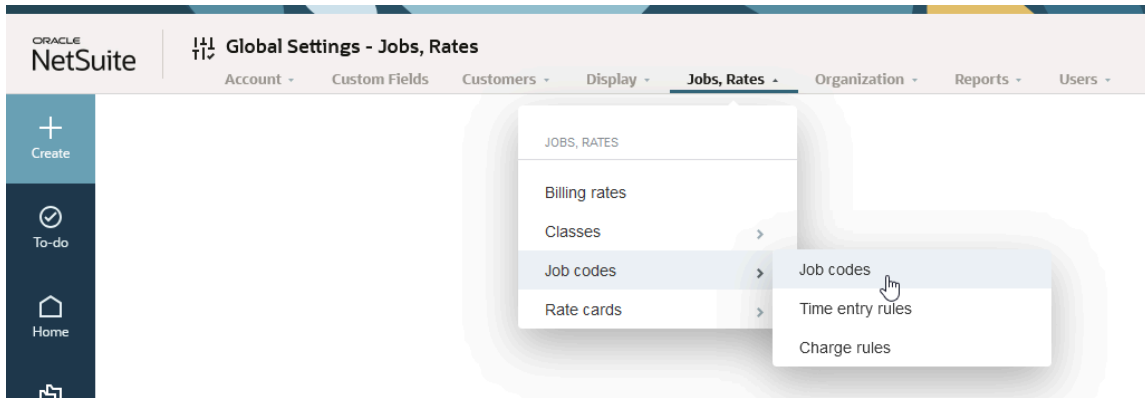 ORACLE
NetSuite
Global Settings - Jobs, Rates
Account Custom Fields Customers Display Jobs, Rates Organization Reports Users
Create
To-do
Home
JOBS, RATES
Billing rates
Classes
Job codes
Rate cards
Job codes
Time entry rules
Charge rules